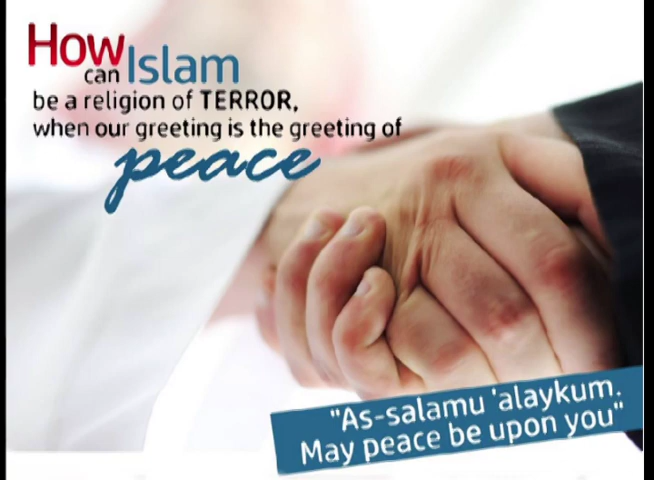 How
can Islam
be a religion of TERROR,
when our greeting is the greeting of
peace
"As-salamu 'alaykum.
May peace be upon you"